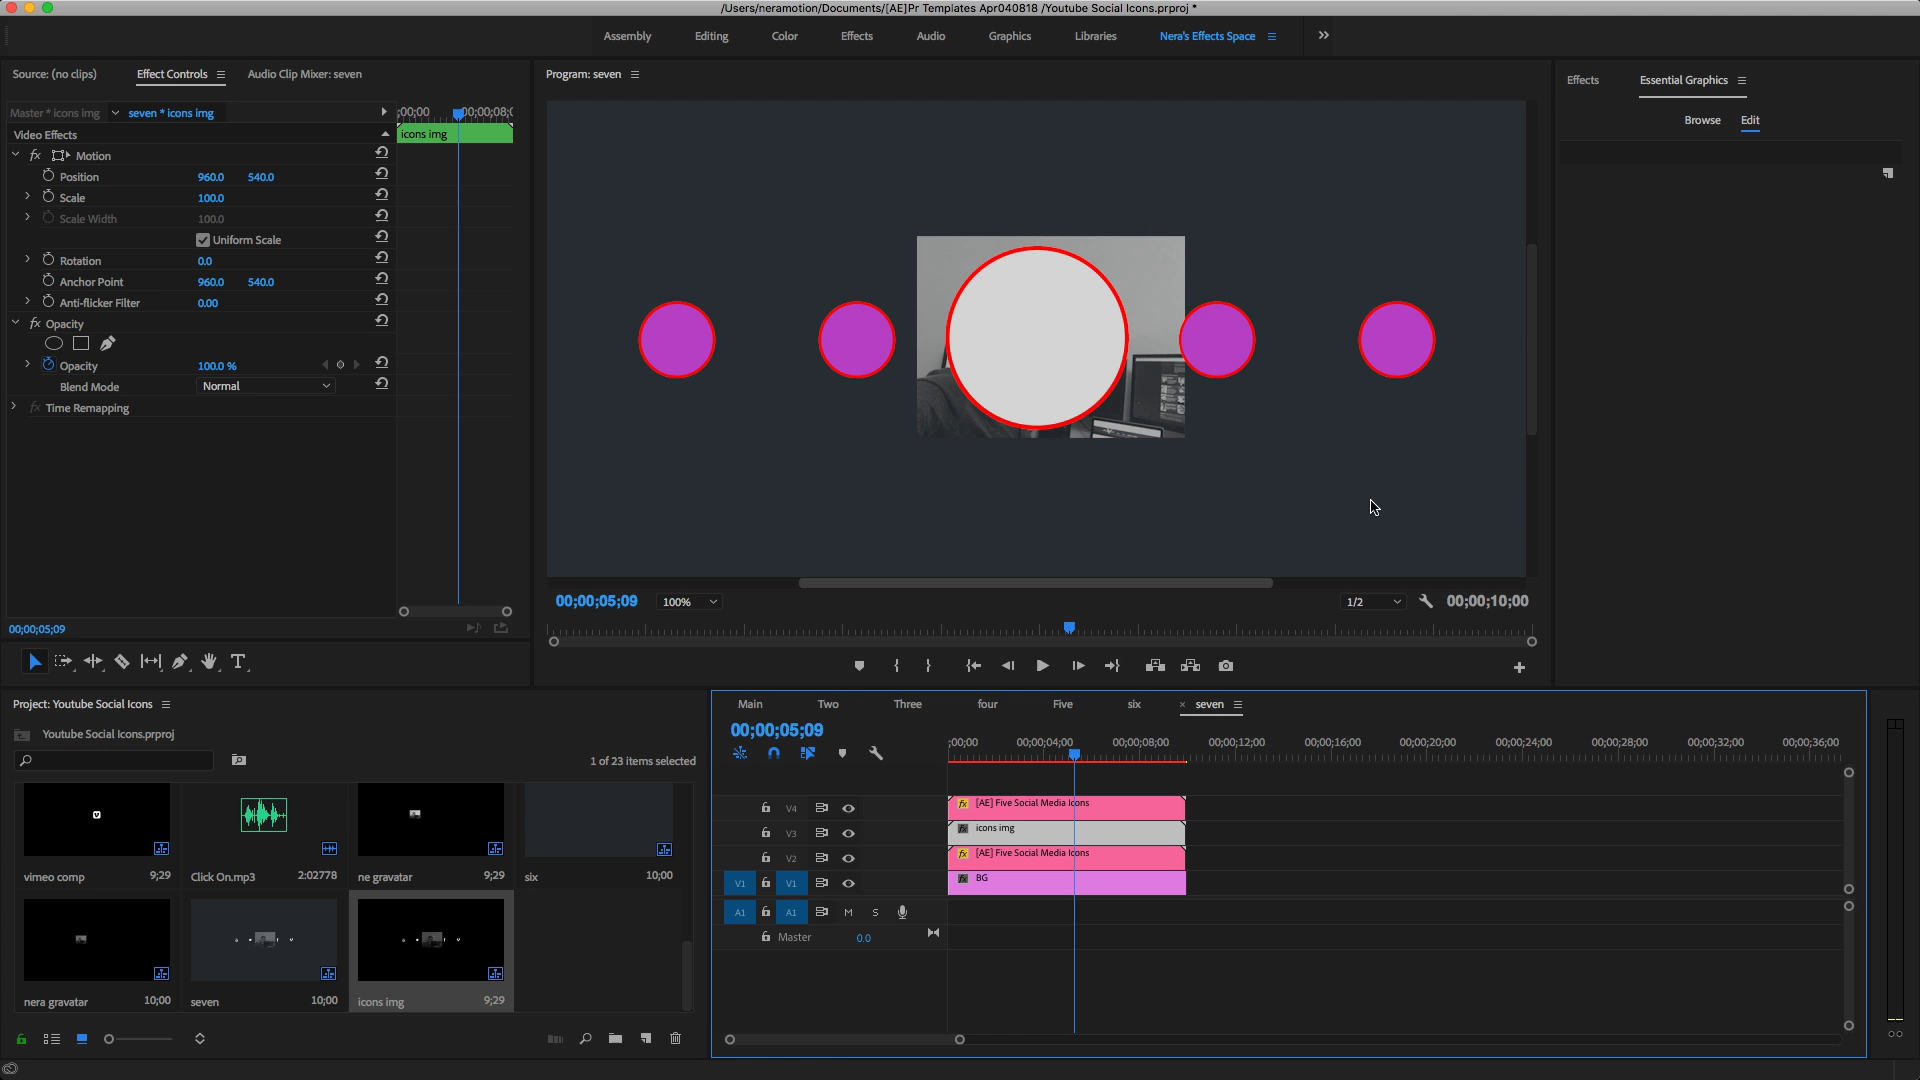 /Users/neramotion/Documents/[AE]Pr Templates Apr040818 /Youtube Social Icons.prproj *
Assembly Editing Color Effects Audio Graphics Libraries Nera's Effects Space
Source: (no clips) Effect Controls Audio Clip Mixer: seven
Program: seven
Effects Essential Graphics
Browse Edit
Master * icons img seven * icons img
;00;00 00;00;08;0
Video Effects
icons img
fx Motion
Position 960.0 540.0
Scale 100.0
Scale Width 100.0
Uniform Scale
Rotation 0.0
Anchor Point 960.0 540.0
Anti-flicker Filter 0.00
fx Opacity
Opacity 100.0 %
Blend Mode Normal
fx Time Remapping
00;00;05;09
00;00;05;09 100% 1/2 00;00;10;00
T
Project: Youtube Social Icons
Youtube Social Icons.prproj
1 of 23 items selected
vimeo comp 9;29
Click On.mp3 2:02778
ne gravatar 9;29
six 10;00
nera gravatar 10;00
seven 10;00
icons img 9;29
Main Two Three four Five six × seven
00;00;05;09
;00;00 00;00;04;00 00;00;08;00 00;00;12;00 00;00;16;00 00;00;20;00 00;00;24;00 00;00;28;00 00;00;32;00 00;00;36;00
V4 fx [AE] Five Social Media Icons
V3 fx icons img
V2 fx [AE] Five Social Media Icons
V1 V1 fx BG
A1 A1 M S
Master 0.0